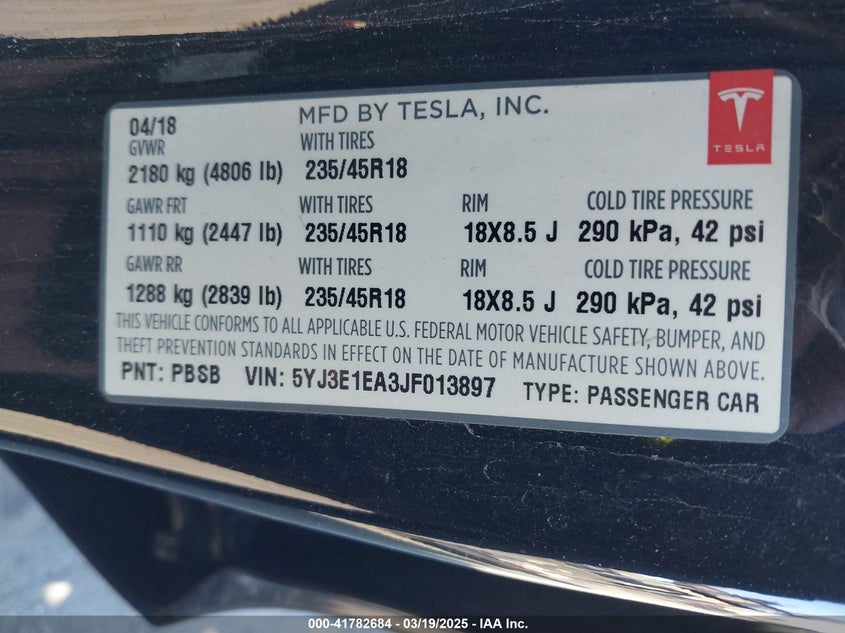 04/18 MFD BY TESLA, INC.
GVWR WITH TIRES
2180 kg (4806 lb) 235/45R18
TESLA
GAWR FRT WITH TIRES RIM COLD TIRE PRESSURE
1110 kg (2447 lb) 235/45R18 18X8.5 J 290 kPa, 42 psi
GAWR RR WITH TIRES RIM COLD TIRE PRESSURE
1288 kg (2839 lb) 235/45R18 18X8.5 J 290 kPa, 42 psi
THIS VEHICLE CONFORMS TO ALL APPLICABLE U.S. FEDERAL MOTOR VEHICLE SAFETY, BUMPER, AND
THEFT PREVENTION STANDARDS IN EFFECT ON THE DATE OF MANUFACTURE SHOWN ABOVE.
PNT: PBSB VIN: 5YJ3E1EA3JF013897 TYPE: PASSENGER CAR
000-41782684 - 03/19/2025 - IAA Inc.